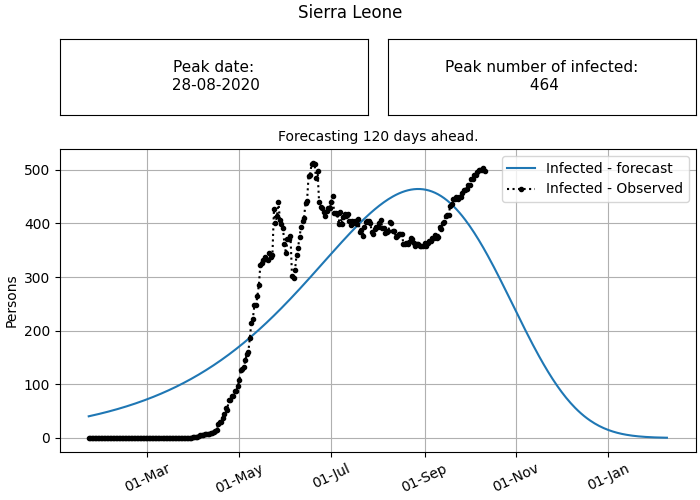 Sierra Leone
Peak date:
28-08-2020
Peak number of infected:
464
Forecasting 120 days ahead.
Infected - forecast
Infected - Observed
Persons
500
400
300
200
100
0
01-Mar
01-May
01-Jul
01-Sep
01-Nov
01-Jan